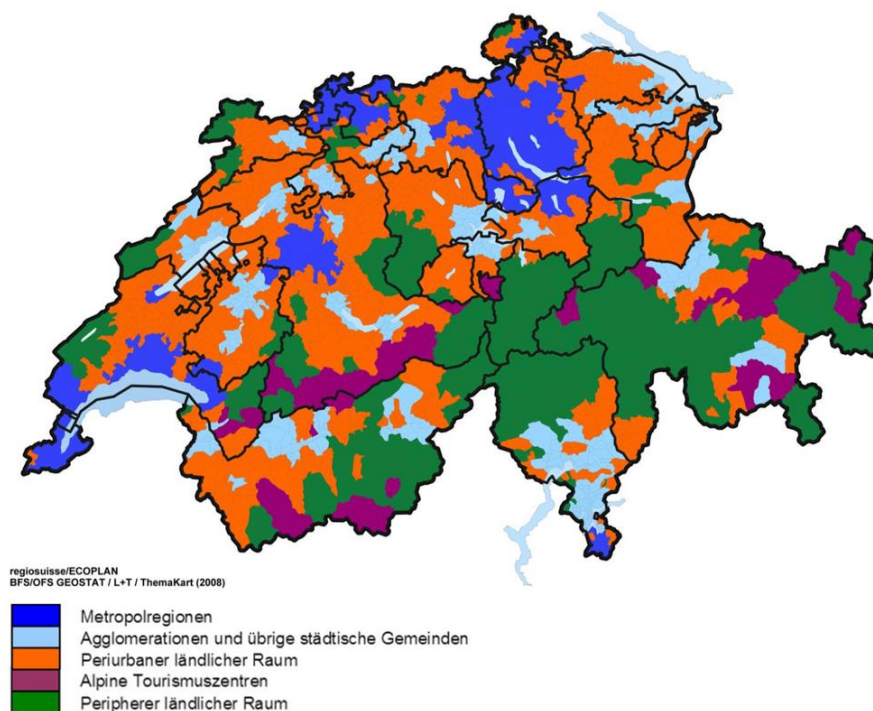 regiosuisse/ECOPLAN
BFS/OFS GEOSTAT / L+T / ThemaKart (2008)
Metropolregionen
Agglomerationen und übrige städtische Gemeinden
Periurbaner ländlicher Raum
Alpine Tourismuszentren
Peripherer ländlicher Raum